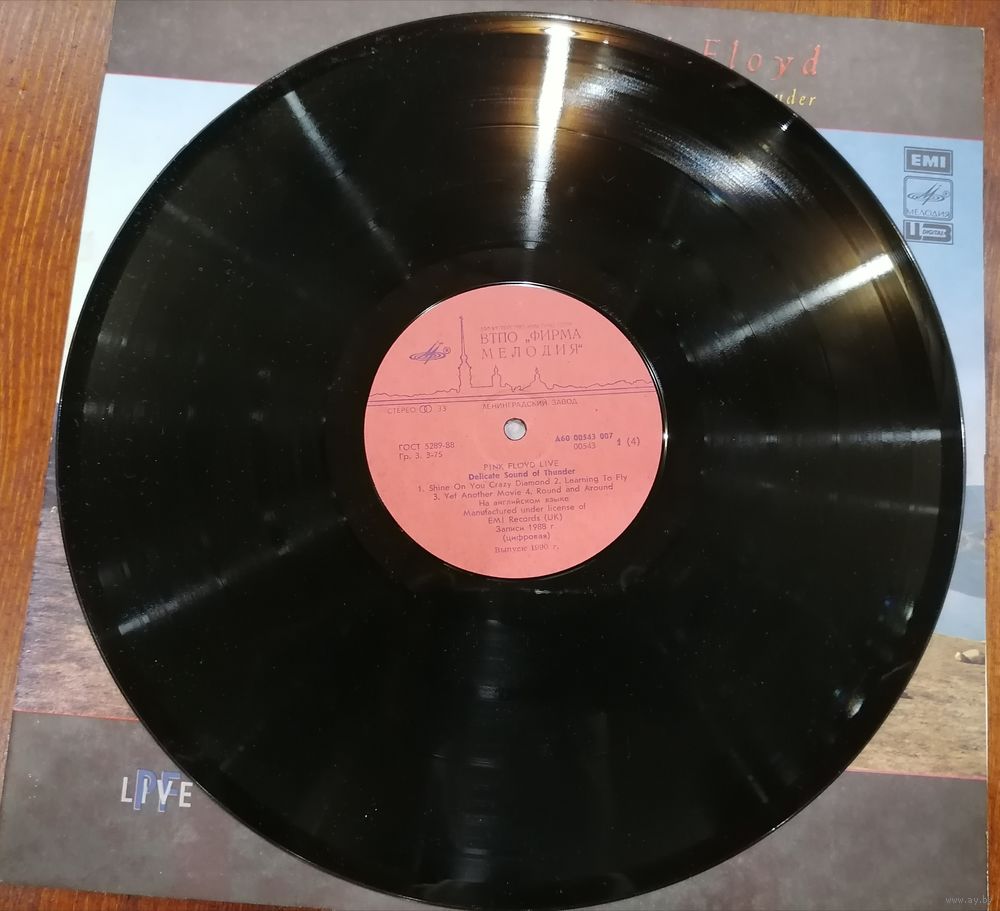 Floyd
EMI
МЕЛОДИЯ
DIGITAL
ВТПО „ФИРМА
МЕЛОДИЯ“
СТЕРЕО 33
ЛЕНИНГРАДСКИЙ ЗАВОД
ГОСТ 5289-88
Гр. 3. 3-75
А60 00543 007
00543
1 (4)
PINK FLOYD LIVE
Delicate Sound of Thunder
1. Shine On You Crazy Diamond 2. Learning To Fly
3. Yet Another Movie 4. Round and Around
На английском языке
Manufactured under license of
EMI Records (UK)
Записи 1988 г.
(цифровая)
Выпуск 1990 г.
PF
LIVE
www.ay.by